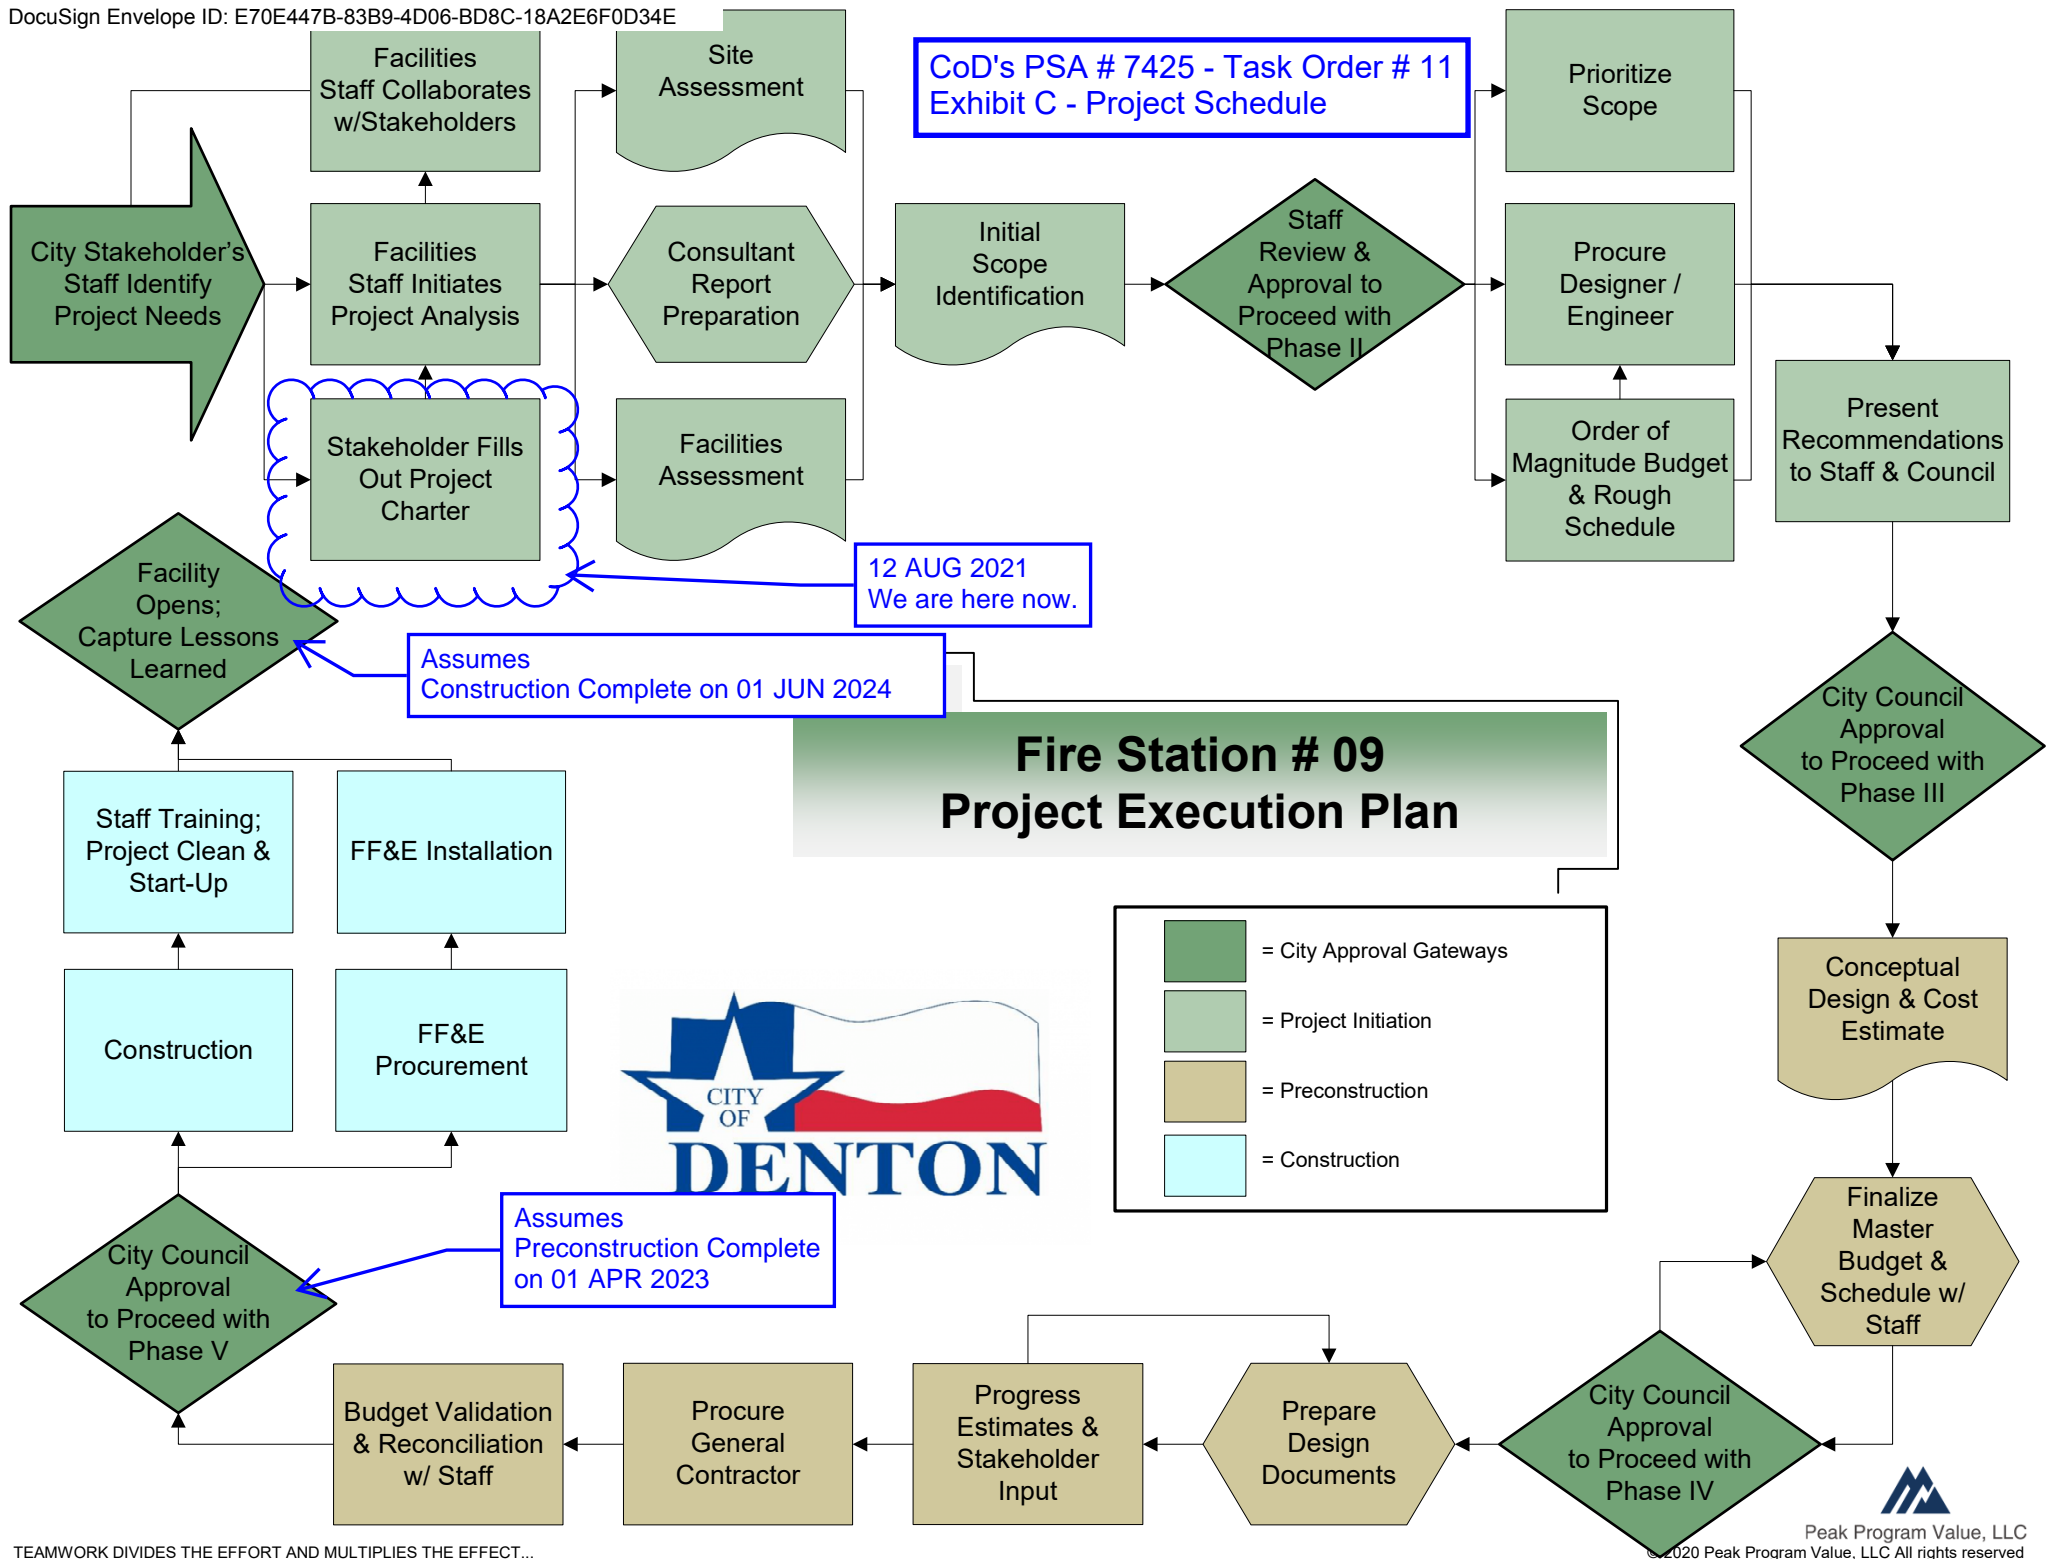 DocuSign Envelope ID: E70E447B-83B9-4D06-BD8C-18A2E6F0D34E
Facilities
Staff Collaborates
w/Stakeholders
Site
Assessment
CoD's PSA # 7425 - Task Order # 11
Exhibit C - Project Schedule
Prioritize
Scope
City Stakeholder's
Staff Identify
Project Needs
Facilities
Staff Initiates
Project Analysis
Consultant
Report
Preparation
Initial
Scope
Identification
Staff
Review &
Approval to
Proceed with
Phase II
Procure
Designer /
Engineer
Stakeholder Fills
Out Project
Charter
Facilities
Assessment
Order of
Magnitude Budget
& Rough
Schedule
Present
Recommendations
to Staff & Council
12 AUG 2021
We are here now.
Facility
Opens;
Capture Lessons
Learned
Assumes
Construction Complete on 01 JUN 2024
City Council
Approval
to Proceed with
Phase III
Fire Station # 09
Project Execution Plan
Staff Training;
Project Clean &
Start-Up
FF&E Installation
= City Approval Gateways
= Project Initiation
= Preconstruction
= Construction
Conceptual
Design & Cost
Estimate
Construction
FF&E
Procurement
CITY
OF
DENTON
Assumes
Preconstruction Complete
on 01 APR 2023
Finalize
Master
Budget &
Schedule w/
Staff
City Council
Approval
to Proceed with
Phase V
Budget Validation
& Reconciliation
w/ Staff
Procure
General
Contractor
Progress
Estimates &
Stakeholder
Input
Prepare
Design
Documents
City Council
Approval
to Proceed with
Phase IV
Peak Program Value, LLC
TEAMWORK DIVIDES THE EFFORT AND MULTIPLIES THE EFFECT...
©2020 Peak Program Value, LLC All rights reserved